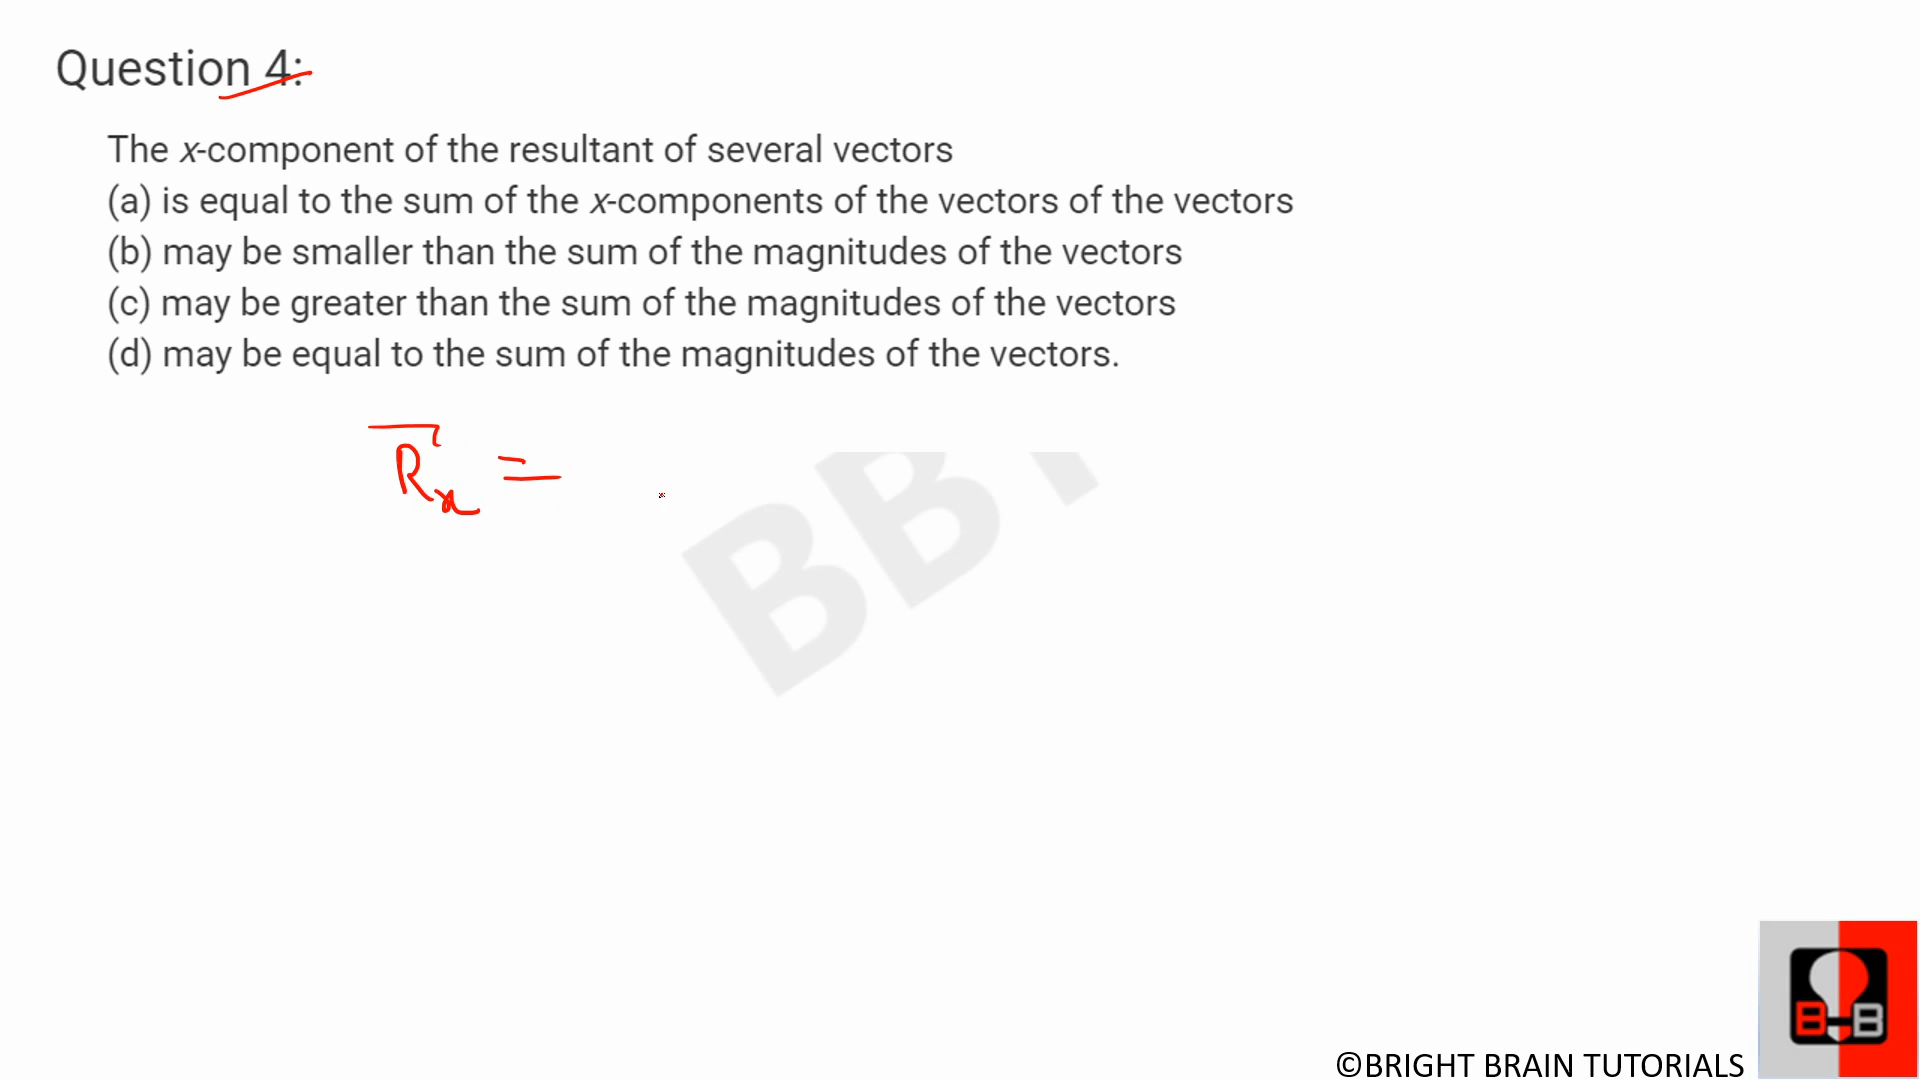 Question 4:
The x-component of the resultant of several vectors
(a) is equal to the sum of the x-components of the vectors of the vectors
(b) may be smaller than the sum of the magnitudes of the vectors
(c) may be greater than the sum of the magnitudes of the vectors
(d) may be equal to the sum of the magnitudes of the vectors.
R⃗x =
BBT
B-B
©BRIGHT BRAIN TUTORIALS